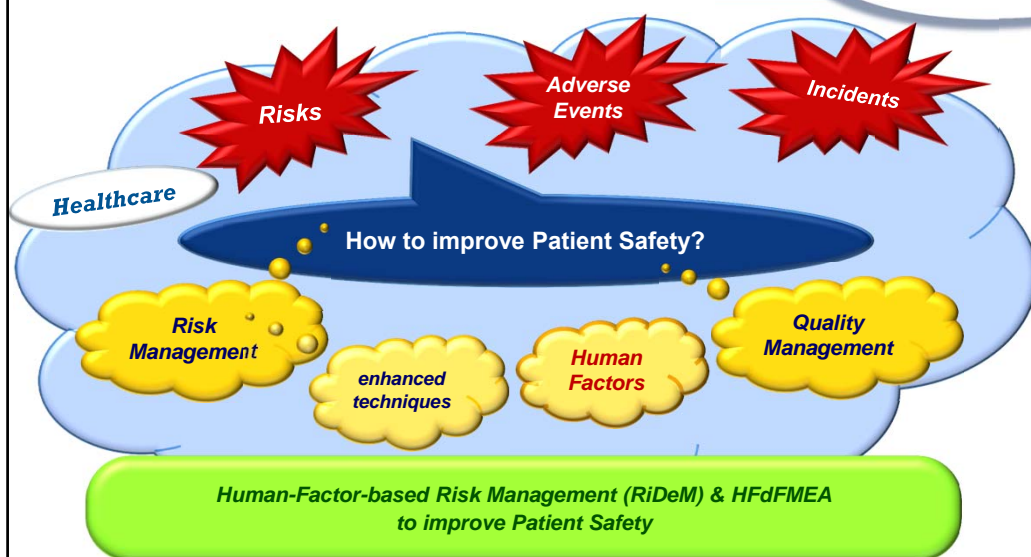 Risks
Adverse
Events
Incidents
Healthcare
How to improve Patient Safety?
Risk
Management
enhanced
techniques
Human
Factors
Quality
Management
Human-Factor-based Risk Management (RiDeM) & HFdFMEA
to improve Patient Safety